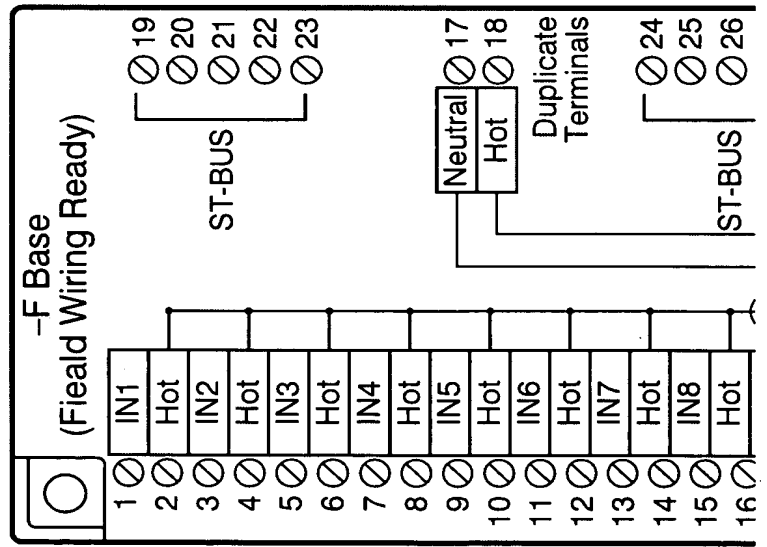 –F Base
(Fieald Wiring Ready)
1 IN1
2 Hot
3 IN2
4 Hot
5 IN3
6 Hot
7 IN4
8 Hot
9 IN5
10 Hot
11 IN6
12 Hot
13 IN7
14 Hot
15 IN8
16 Hot
ST-BUS
19
20
21
22
23
Neutral 17
Hot 18
Duplicate
Terminals
ST-BUS
24
25
26